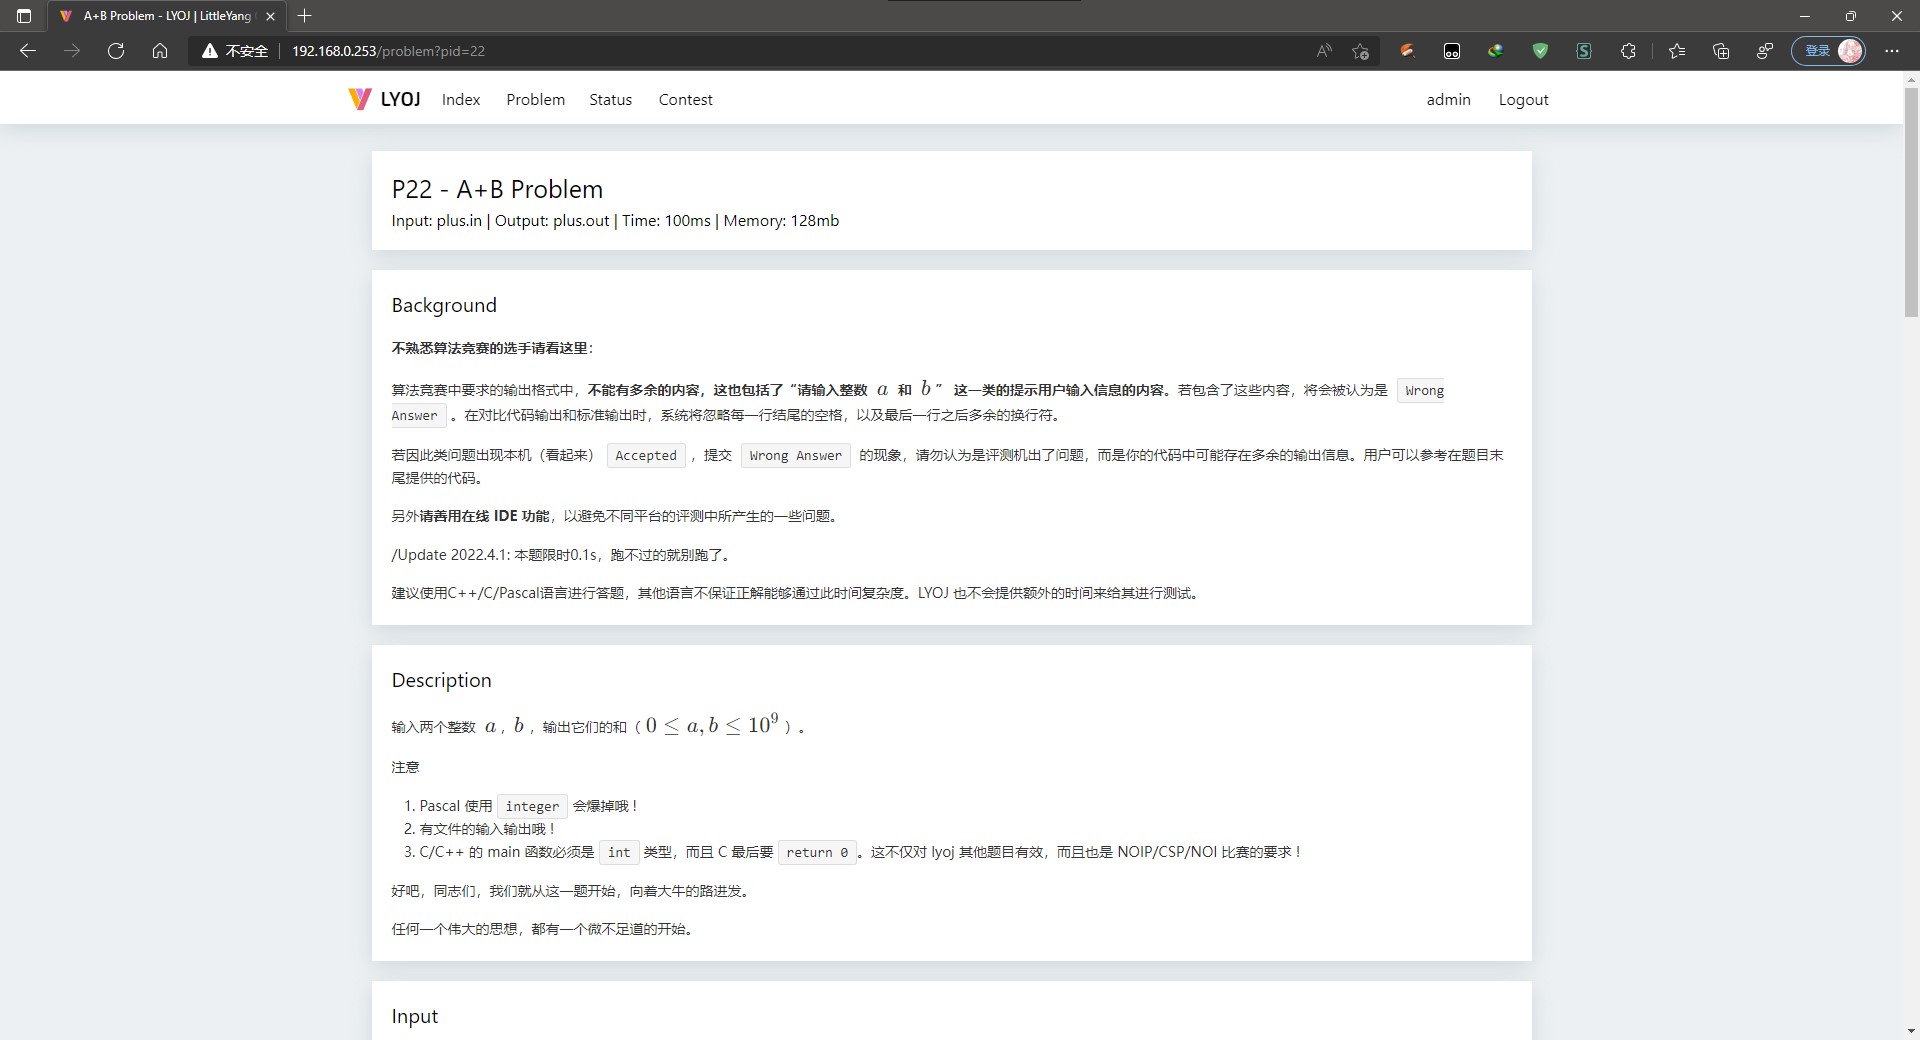 A+B Problem - LYOJ | LittleYang
不安全 | 192.168.0.253/problem?pid=22
登录
LYOJ Index Problem Status Contest admin Logout
P22 - A+B Problem
Input: plus.in | Output: plus.out | Time: 100ms | Memory: 128mb
Background
不熟悉算法竞赛的选手请看这里：
算法竞赛中要求的输出格式中，不能有多余的内容，这也包括了“请输入整数 a 和 b” 这一类的提示用户输入信息的内容。若包含了这些内容，将会被认为是 Wrong
Answer 。在对比代码输出和标准输出时，系统将忽略每一行结尾的空格，以及最后一行之后多余的换行符。
若因此类问题出现本机（看起来） Accepted ，提交 Wrong Answer 的现象，请勿认为是评测机出了问题，而是你的代码中可能存在多余的输出信息。用户可以参考在题目末
尾提供的代码。
另外请善用在线 IDE 功能，以避免不同平台的评测中所产生的一些问题。
/Update 2022.4.1: 本题限时0.1s，跑不过的就别跑了。
建议使用C++/C/Pascal语言进行答题，其他语言不保证正解能够通过此时间复杂度。LYOJ 也不会提供额外的时间来给其进行测试。
Description
输入两个整数 a, b，输出它们的和（0 ≤ a, b ≤ 10⁹）。
注意
1. Pascal 使用 integer 会爆掉哦！
2. 有文件的输入输出哦！
3. C/C++ 的 main 函数必须是 int 类型，而且 C 最后要 return 0 。这不仅对 lyoj 其他题目有效，而且也是 NOIP/CSP/NOI 比赛的要求！
好吧，同志们，我们就从这一题开始，向着大牛的路进发。
任何一个伟大的思想，都有一个微不足道的开始。
Input